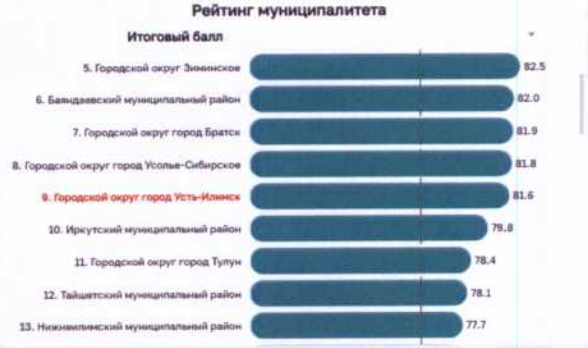 Рейтинг муниципалитета
Итоговый балл
5. Городской округ Зиминское 82.5
6. Баяндаевский муниципальный район 82.0
7. Городской округ город Братск 81.9
8. Городской округ город Усолье-Сибирское 81.8
9. Городской округ город Усть-Илимск 81.6
10. Иркутский муниципальный район 79.8
11. Городской округ город Тулун 78.4
12. Тайшетский муниципальный район 78.1
13. Нижнеилимский муниципальный район 77.7